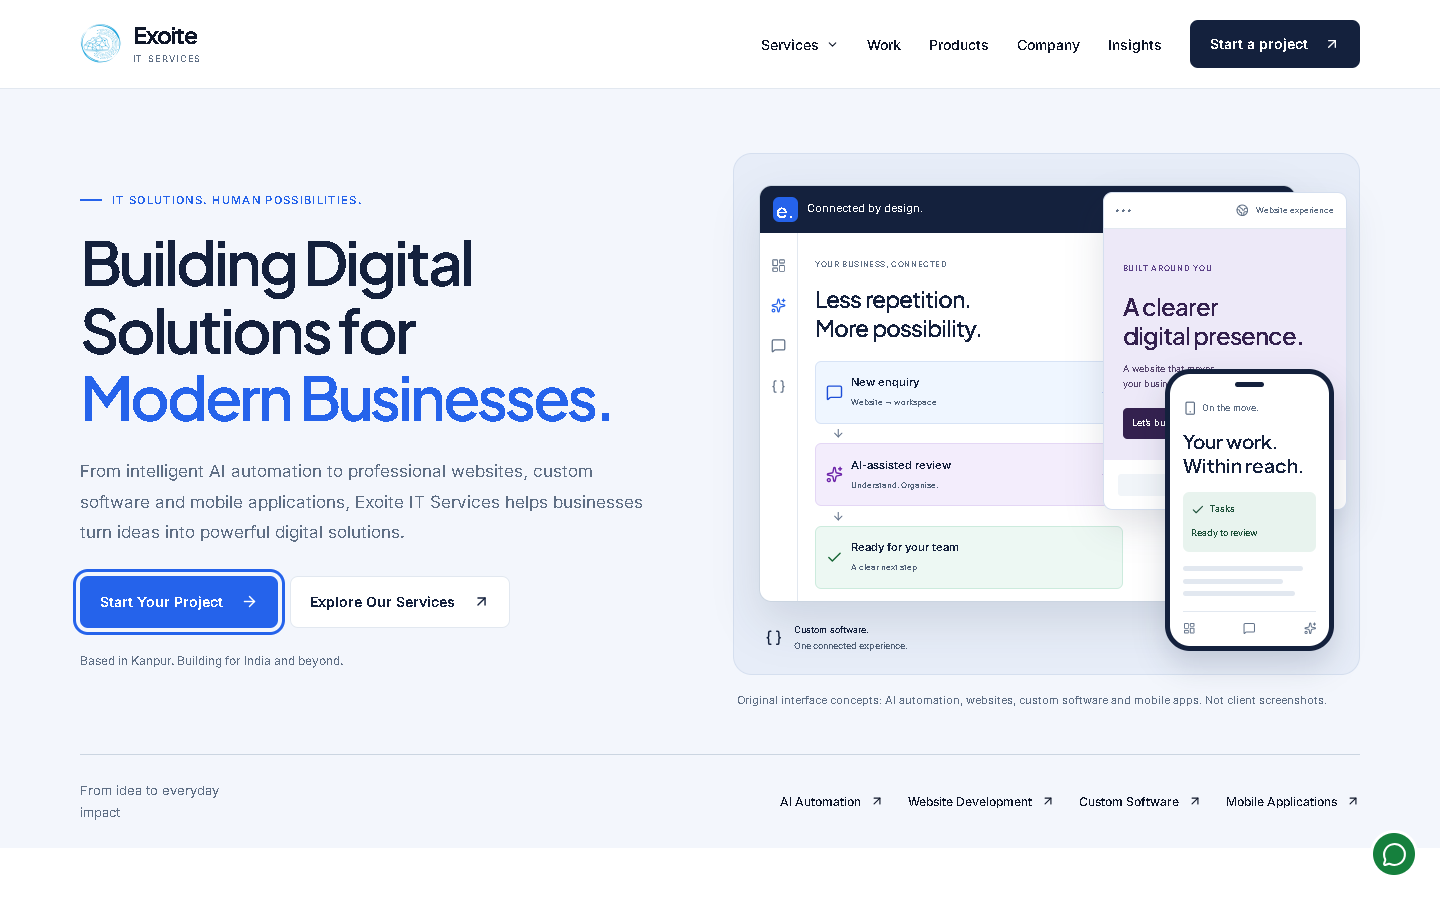 Exoite
IT SERVICES
Services
Work
Products
Company
Insights
Start a project
IT SOLUTIONS. HUMAN POSSIBILITIES.
Building Digital
Solutions for
Modern Businesses.
From intelligent AI automation to professional websites, custom
software and mobile applications, Exoite IT Services helps businesses
turn ideas into powerful digital solutions.
Start Your Project
Explore Our Services
Based in Kanpur. Building for India and beyond.
e.
Connected by design.
YOUR BUSINESS, CONNECTED
Less repetition.
More possibility.
New enquiry
Website → workspace
AI-assisted review
Understand. Organise.
Ready for your team
A clear next step
Custom software.
One connected experience.
Website experience
BUILT AROUND YOU
A clearer
digital presence.
A website that moves
your
Let's
On the move.
Your work.
Within reach.
Tasks
Ready to review
Original interface concepts: AI automation, websites, custom software and mobile apps. Not client screenshots.
From idea to everyday
impact
AI Automation
Website Development
Custom Software
Mobile Applications